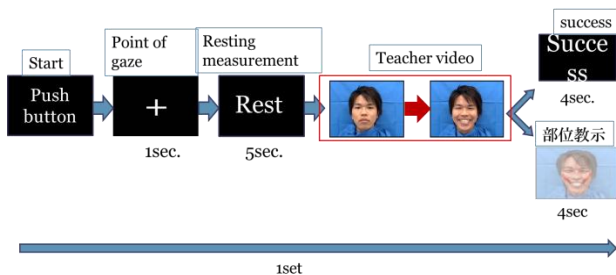 Start
Push
button
Point of
gaze
+
1sec.
Resting
measurement
Rest
5sec.
Teacher video
success
Succe
ss
4sec.
部位教示
4sec
1set